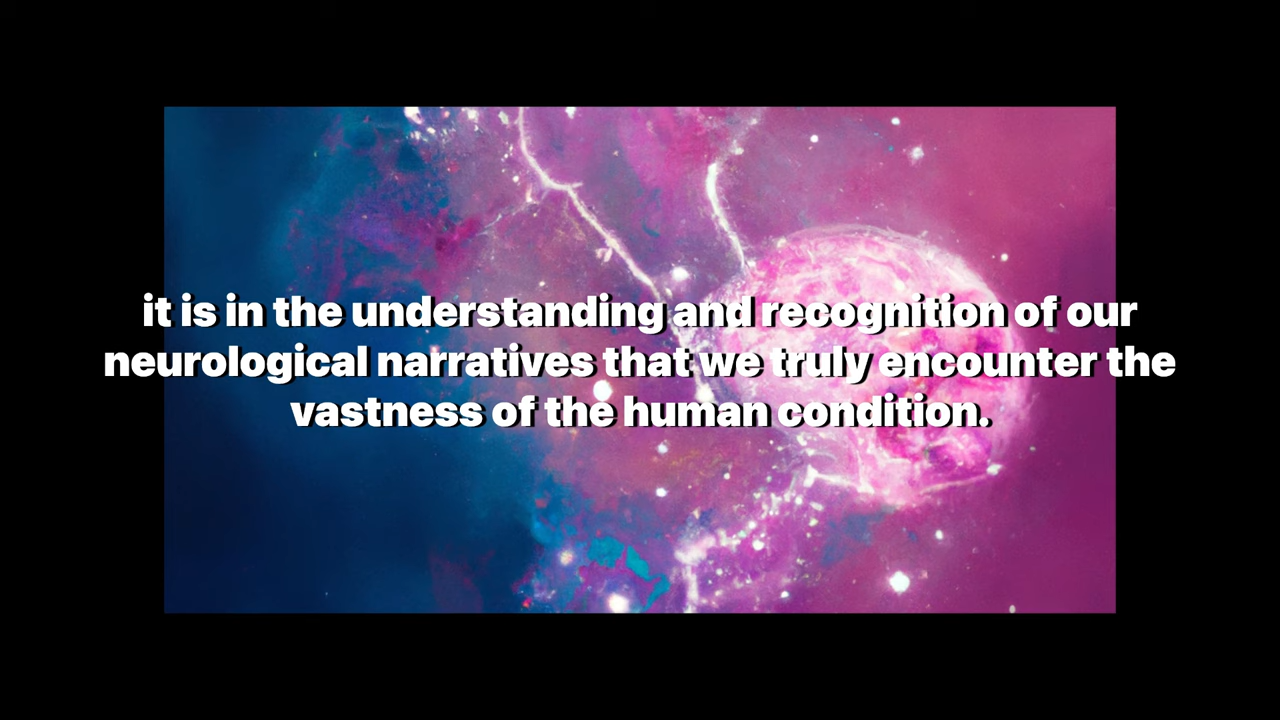 it is in the understanding and recognition of our
neurological narratives that we truly encounter the
vastness of the human condition.